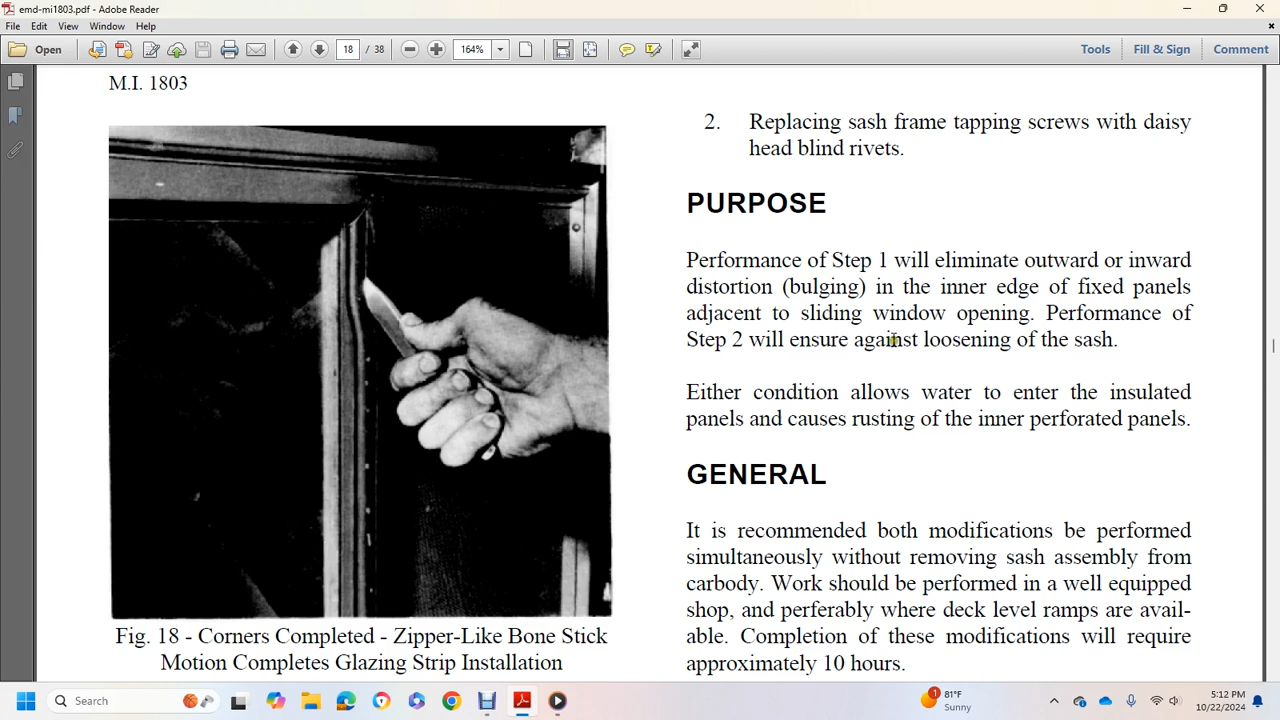 emd-mi1803.pdf - Adobe Reader
File Edit View Window Help
Open 18 / 38 164% Tools Fill & Sign Comment
M.I. 1803
Fig. 18 - Corners Completed - Zipper-Like Bone Stick
Motion Completes Glazing Strip Installation
2. Replacing sash frame tapping screws with daisy
head blind rivets.
PURPOSE
Performance of Step 1 will eliminate outward or inward
distortion (bulging) in the inner edge of fixed panels
adjacent to sliding window opening. Performance of
Step 2 will ensure against loosening of the sash.
Either condition allows water to enter the insulated
panels and causes rusting of the inner perforated panels.
GENERAL
It is recommended both modifications be performed
simultaneously without removing sash assembly from
carbody. Work should be performed in a well equipped
shop, and perferably where deck level ramps are avail-
able. Completion of these modifications will require
approximately 10 hours.
Search
1
81°F
Sunny
5:12 PM
10/22/2024